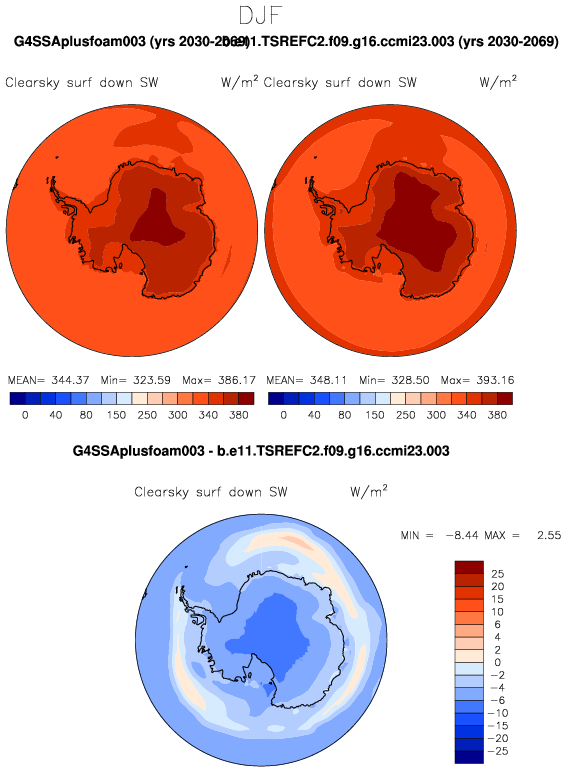 DJF
G4SSAplusfoam003 (yrs 2030-2069) b.e11.TSREFC2.f09.g16.ccmi23.003 (yrs 2030-2069)
Clearsky surf down SW W/m² Clearsky surf down SW W/m²
MEAN= 344.37 Min= 323.59 Max= 386.17 MEAN= 348.11 Min= 328.50 Max= 393.16
0 40 80 150 250 300 340 380 0 40 80 150 250 300 340 380
G4SSAplusfoam003 - b.e11.TSREFC2.f09.g16.ccmi23.003
Clearsky surf down SW W/m²
MIN = -8.44 MAX = 2.55
25
20
15
10
6
4
2
0
-2
-4
-6
-10
-15
-20
-25